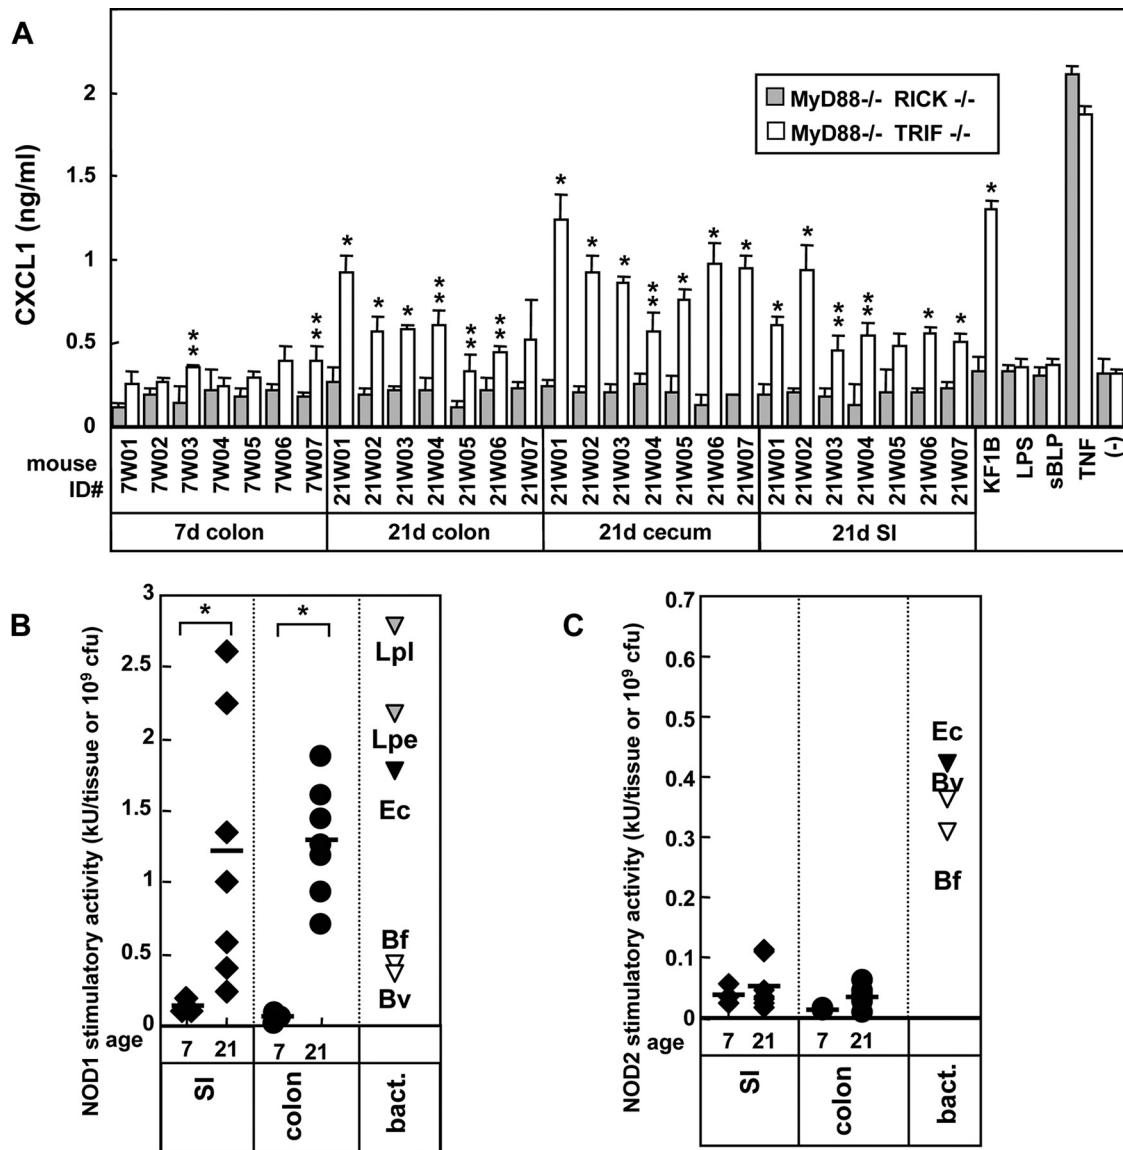 A
CXCL1 (ng/ml)
2
1.5
1
0.5
0
MyD88-/- RICK -/-
MyD88-/- TRIF -/-
* * * * * * * * * * * * * * * * * * * * * * * * * * * * *
mouse
ID#
7W01 7W02 7W03 7W04 7W05 7W06 7W07 21W01 21W02 21W03 21W04 21W05 21W06 21W07 21W01 21W02 21W03 21W04 21W05 21W06 21W07 21W01 21W02 21W03 21W04 21W05 21W06 21W07 KF1B LPS sBLP TNF (-)
7d colon 21d colon 21d cecum 21d SI
B
NOD1 stimulatory activity (kU/tissue or 10⁹ cfu)
3
2.5
2
1.5
1
0.5
0
* *
Lpl
Lpe
Ec
Bf
Bv
age 7 21 7 21
SI colon bact.
C
NOD2 stimulatory activity (kU/tissue or 10⁹ cfu)
0.7
0.6
0.5
0.4
0.3
0.2
0.1
0
Ec
Bv
Bf
age 7 21 7 21
SI colon bact.